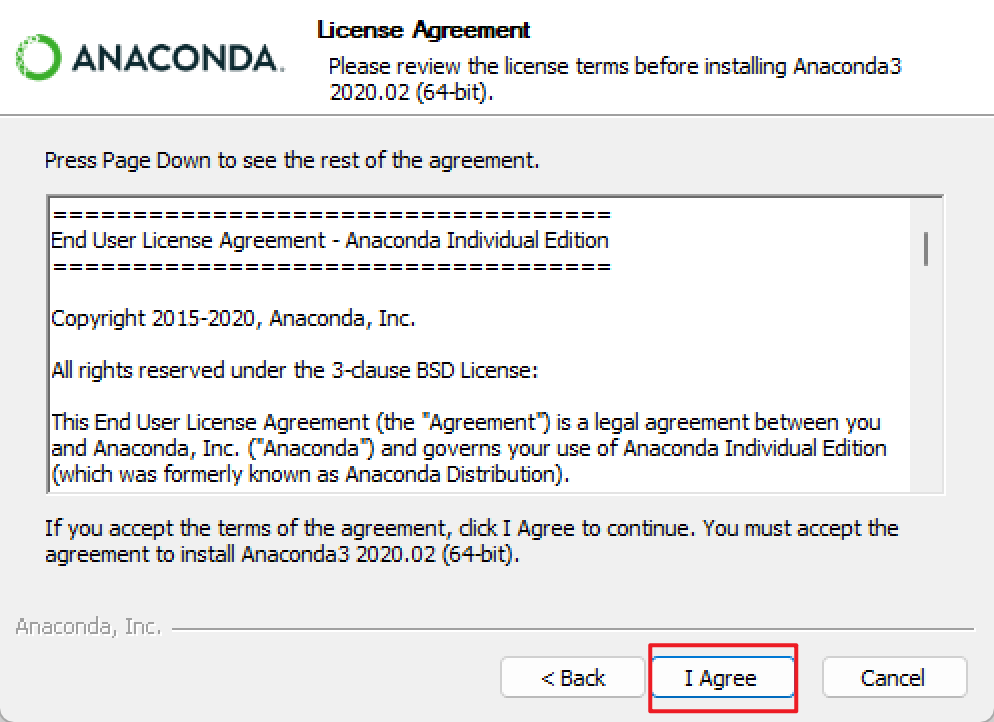 ANACONDA.
License Agreement
Please review the license terms before installing Anaconda3
2020.02 (64-bit).
Press Page Down to see the rest of the agreement.
===================================
End User License Agreement - Anaconda Individual Edition
===================================
Copyright 2015-2020, Anaconda, Inc.
All rights reserved under the 3-clause BSD License:
This End User License Agreement (the "Agreement") is a legal agreement between you
and Anaconda, Inc. ("Anaconda") and governs your use of Anaconda Individual Edition
(which was formerly known as Anaconda Distribution).
If you accept the terms of the agreement, click I Agree to continue. You must accept the
agreement to install Anaconda3 2020.02 (64-bit).
Anaconda, Inc.
< Back
I Agree
Cancel